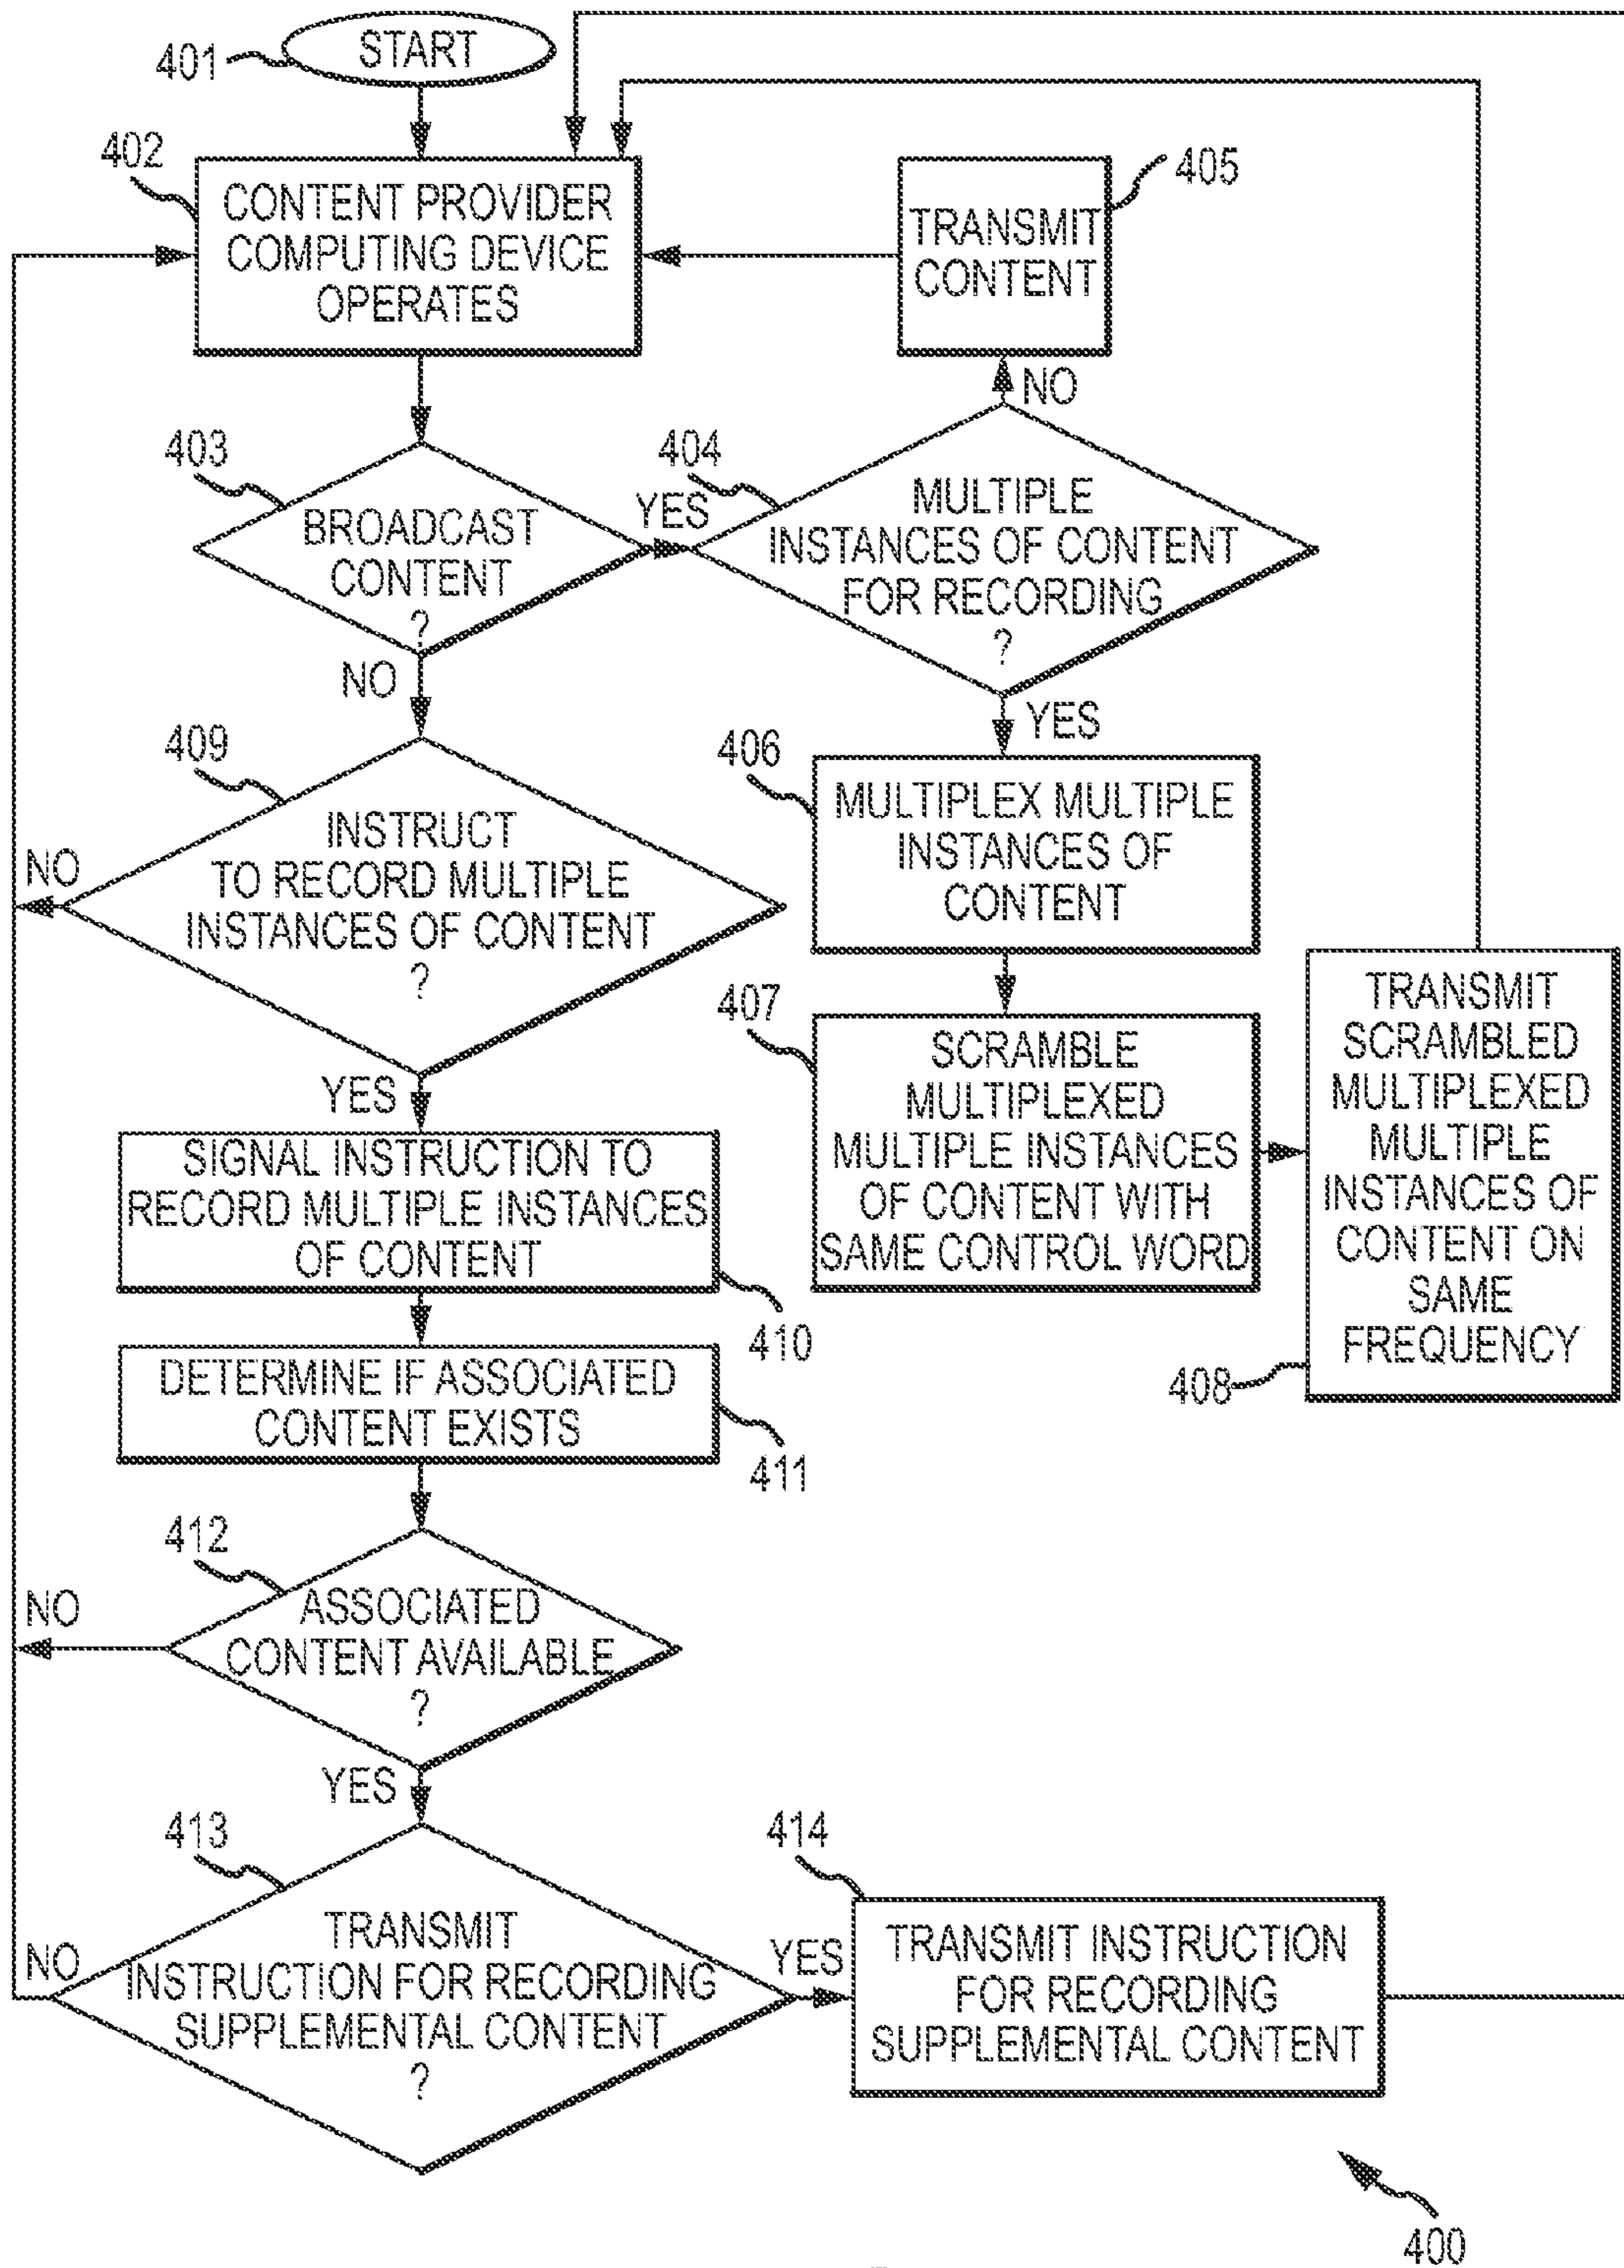 START
401
402
CONTENT PROVIDER
COMPUTING DEVICE
OPERATES
TRANSMIT
CONTENT
405
NO
403
BROADCAST
CONTENT
?
YES
404
MULTIPLE
INSTANCES OF CONTENT
FOR RECORDING
?
NO
YES
409
INSTRUCT
TO RECORD MULTIPLE
INSTANCES OF CONTENT
?
NO
YES
406
MULTIPLEX MULTIPLE
INSTANCES OF
CONTENT
407
SCRAMBLE
MULTIPLEXED
MULTIPLE INSTANCES
OF CONTENT WITH
SAME CONTROL WORD
TRANSMIT
SCRAMBLED
MULTIPLEXED
MULTIPLE
INSTANCES OF
CONTENT ON
SAME
FREQUENCY
408
SIGNAL INSTRUCTION TO
RECORD MULTIPLE INSTANCES
OF CONTENT
410
DETERMINE IF ASSOCIATED
CONTENT EXISTS
411
412
ASSOCIATED
CONTENT AVAILABLE
?
NO
YES
413
TRANSMIT
INSTRUCTION FOR RECORDING
SUPPLEMENTAL CONTENT
?
NO
YES
414
TRANSMIT INSTRUCTION
FOR RECORDING
SUPPLEMENTAL CONTENT
400